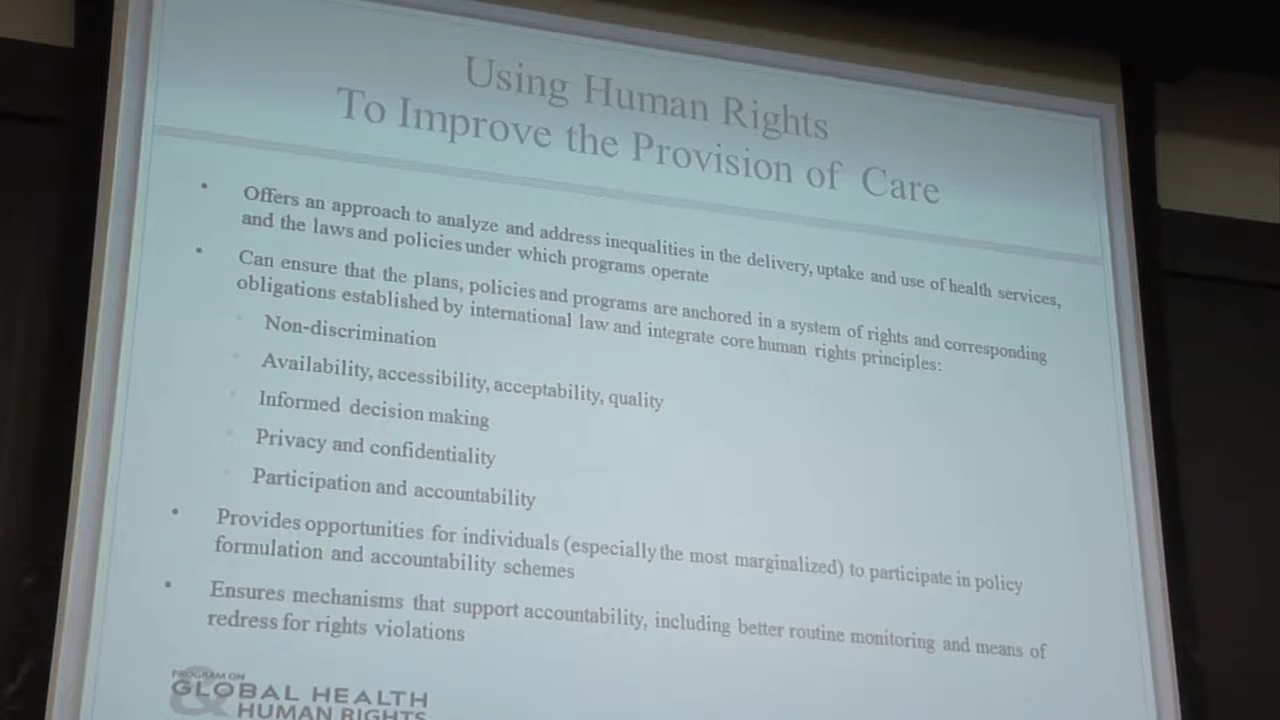 Using Human Rights
To Improve the Provision of Care
• Offers an approach to analyze and address inequalities in the delivery, uptake and use of health services,
and the laws and policies under which programs operate
• Can ensure that the plans, policies and programs are anchored in a system of rights and corresponding
obligations established by international law and integrate core human rights principles:
• Non-discrimination
• Availability, accessibility, acceptability, quality
• Informed decision making
• Privacy and confidentiality
• Participation and accountability
• Provides opportunities for individuals (especially the most marginalized) to participate in policy
formulation and accountability schemes
• Ensures mechanisms that support accountability, including better routine monitoring and means of
redress for rights violations
PROGRAM ON
GLOBAL HEALTH
& HUMAN RIGHTS